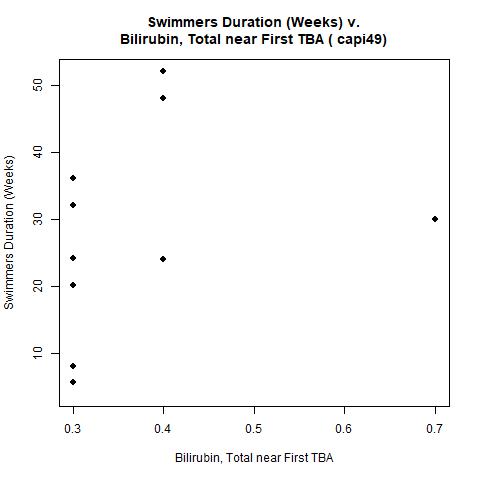 Swimmers Duration (Weeks) v.
Bilirubin, Total near First TBA ( capi49)
Swimmers Duration (Weeks)
50
40
30
20
10
0.3 0.4 0.5 0.6 0.7
Bilirubin, Total near First TBA